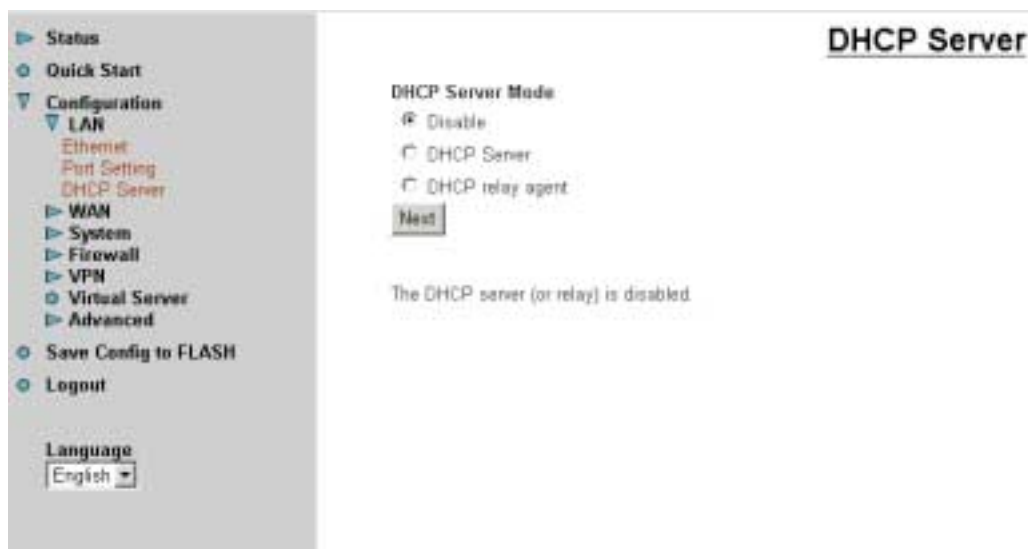 Status
Quick Start
Configuration
LAN
Ethernet
Port Setting
DHCP Server
WAN
System
Firewall
VPN
Virtual Server
Advanced
Save Config to FLASH
Logout
Language
English
DHCP Server
DHCP Server Mode
Disable
DHCP Server
DHCP relay agent
Next
The DHCP server (or relay) is disabled.